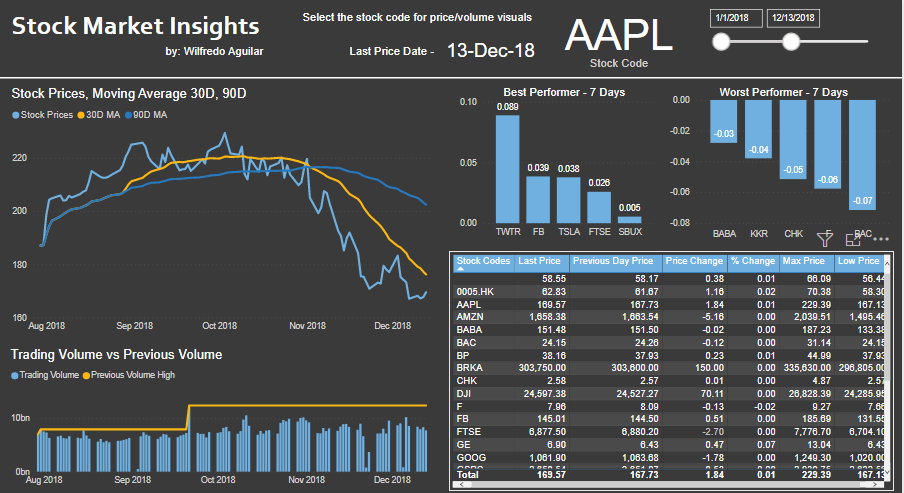 Stock Market Insights
by: Wilfredo Aguilar
Select the stock code for price/volume visuals
Last Price Date - 13-Dec-18
AAPL
Stock Code
1/1/2018 12/13/2018
Stock Prices, Moving Average 30D, 90D
Stock Prices 30D MA 90D MA
220
200
180
160
Aug 2018 Sep 2018 Oct 2018 Nov 2018 Dec 2018
Trading Volume vs Previous Volume
Trading Volume Previous Volume High
10bn
0bn
Aug 2018 Sep 2018 Oct 2018 Nov 2018 Dec 2018
Best Performer - 7 Days
0.10
0.05
0.00
0.089
0.039
0.038
0.026
0.005
TWTR FB TSLA FTSE SBUX
Worst Performer - 7 Days
0.00
-0.02
-0.04
-0.06
-0.08
-0.03
-0.04
-0.05
-0.06
-0.07
BABA KKR CHK F BAC
Stock Codes Last Price Previous Day Price Price Change % Change Max Price Low Price
58.55 58.17 0.38 0.01 66.09 56.44
0005.HK 62.83 61.67 1.16 0.02 70.38 58.30
AAPL 169.57 167.73 1.84 0.01 229.39 167.13
AMZN 1,658.38 1,663.54 -5.16 0.00 2,039.51 1,495.46
BABA 151.48 151.50 -0.02 0.00 187.23 133.38
BAC 24.15 24.26 -0.12 0.00 31.14 24.15
BP 38.16 37.93 0.23 0.01 44.99 37.93
BRKA 303,750.00 303,600.00 150.00 0.00 335,630.00 296,805.00
CHK 2.58 2.57 0.01 0.00 4.87 2.57
DJI 24,597.38 24,527.27 70.11 0.00 26,828.39 24,285.95
F 7.96 8.09 -0.13 -0.02 9.27 7.66
FB 145.01 144.50 0.51 0.00 185.69 131.55
FTSE 6,877.50 6,880.20 -2.70 0.00 7,776.70 6,704.10
GE 6.90 6.43 0.47 0.07 13.04 6.43
GOOG 1,061.90 1,063.68 -1.78 0.00 1,249.30 1,020.00
Total 169.57 167.73 1.84 0.01 229.39 167.13